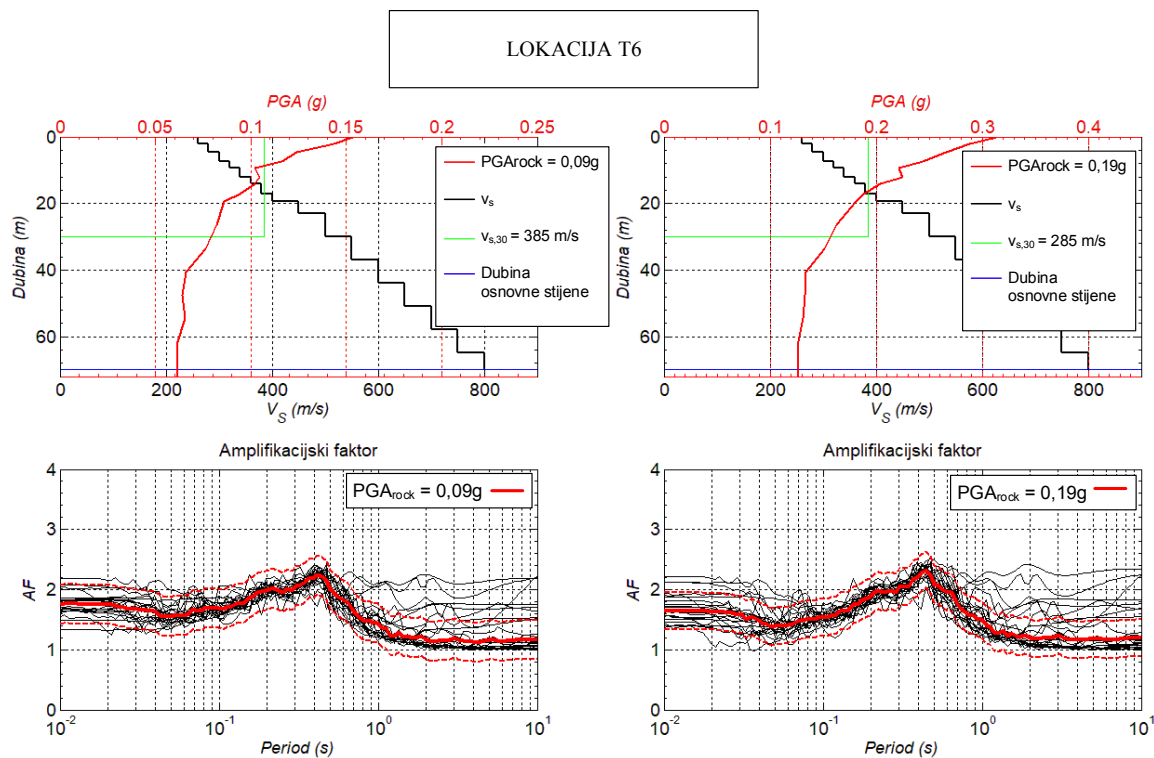 LOKACIJA T6
PGA (g)
0 0.05 0.1 0.15 0.2 0.25
0
20
40
60
Dubina (m)
PGArock = 0,09g
vs
vs,30 = 385 m/s
Dubina
osnovne stijene
0 200 400 600 800
VS (m/s)
PGA (g)
0 0.1 0.2 0.3 0.4
0
20
40
60
Dubina (m)
PGArock = 0,19g
vs
vs,30 = 285 m/s
Dubina
osnovne stijene
0 200 400 600 800
VS (m/s)
Amplifikacijski faktor
4
3
2
1
0
AF
PGArock = 0,09g
10-2 10-1 100 101
Period (s)
Amplifikacijski faktor
4
3
2
1
0
AF
PGArock = 0,19g
10-2 10-1 100 101
Period (s)